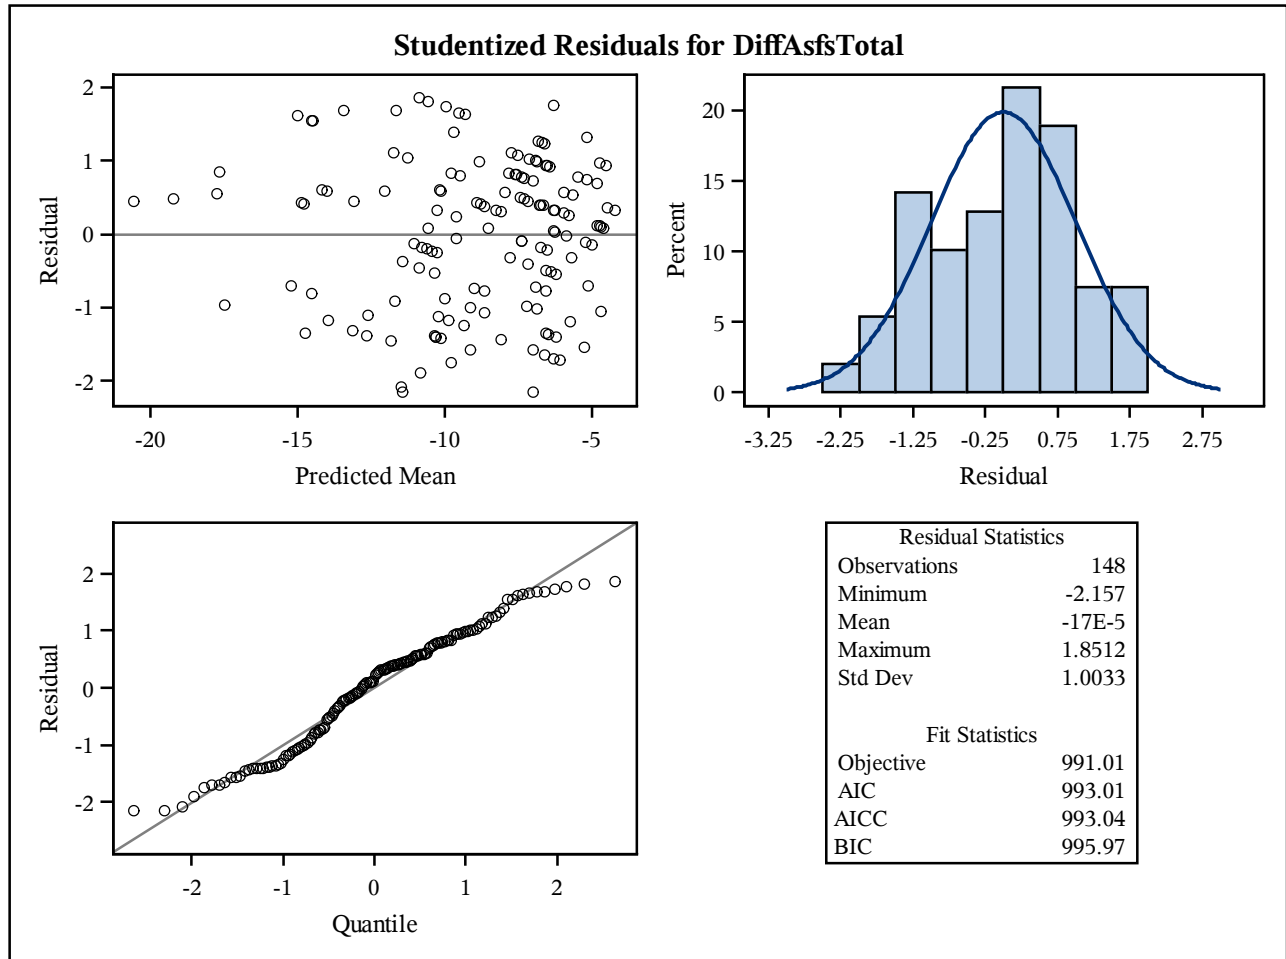 Studentized Residuals for DiffAsfsTotal
2
1
0
-1
-2
Residual
-20
-15
-10
-5
Predicted Mean
20
15
10
5
0
Percent
-3.25
-2.25
-1.25
-0.25
0.75
1.75
2.75
Residual
2
1
0
-1
-2
Residual
-2
-1
0
1
2
Quantile
Residual Statistics
Observations 148
Minimum -2.157
Mean -17E-5
Maximum 1.8512
Std Dev 1.0033
Fit Statistics
Objective 991.01
AIC 993.01
AICC 993.04
BIC 995.97